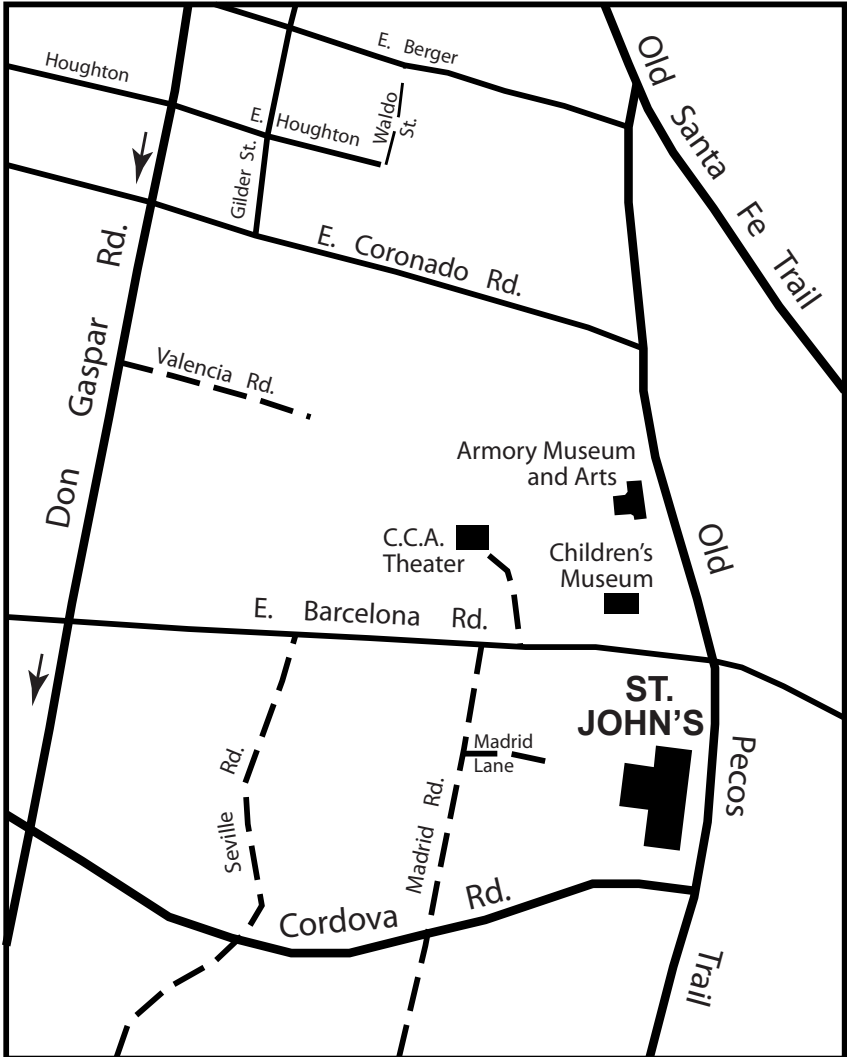 E. Berger
Houghton
E. Houghton
Waldo
St.
Gilder St.
Old Santa Fe Trail
E. Coronado Rd.
Don Gaspar Rd.
Valencia Rd.
Armory Museum
and Arts
C.C.A.
Theater
Children's
Museum
E. Barcelona Rd.
ST.
JOHN'S
Madrid
Lane
Seville Rd.
Madrid Rd.
Cordova Rd.
Old Pecos Trail